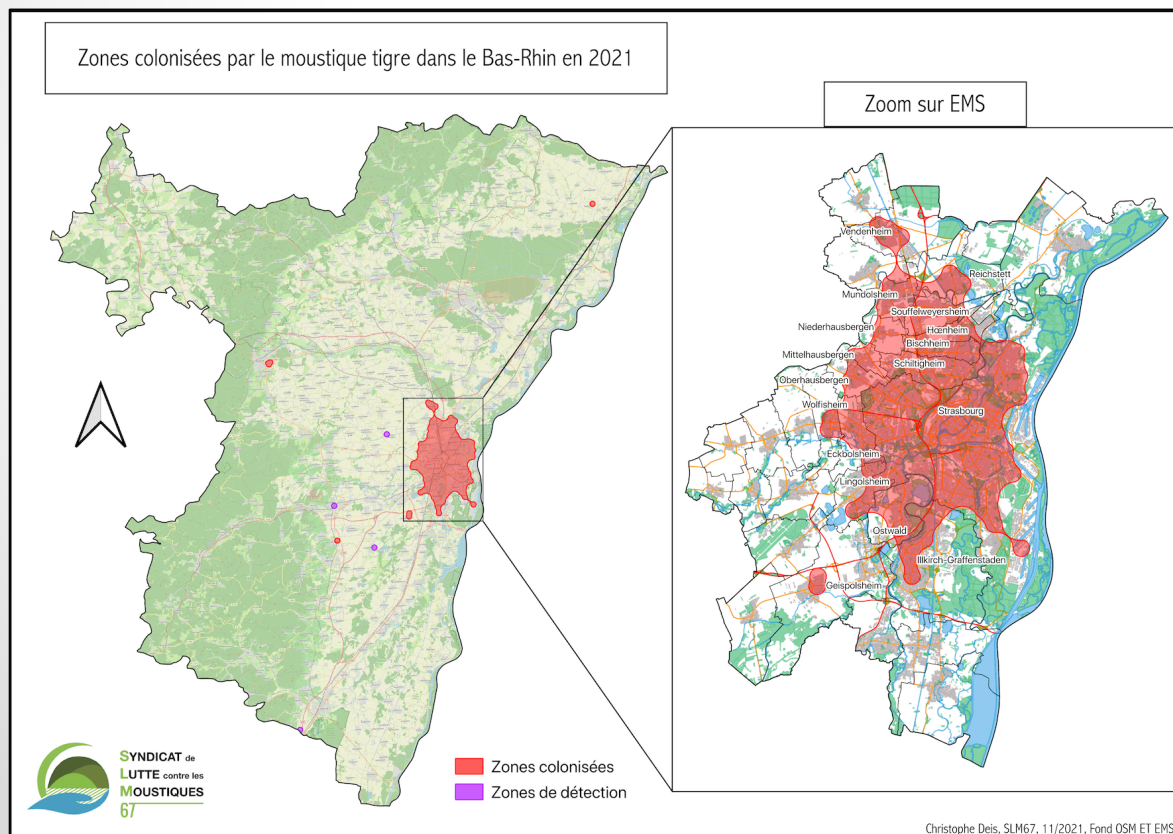 Zones colonisées par le moustique tigre dans le Bas-Rhin en 2021
Zoom sur EMS
Vendenheim
Reichstett
Mundolsheim
Souffelweyersheim
Niederhausbergen
Hœnheim
Bischheim
Mittelhausbergen
Schiltigheim
Oberhausbergen
Wolfisheim
Strasbourg
Eckbolsheim
Lingolsheim
Ostwald
Illkirch-Graffenstaden
Geispolsheim
SYNDICAT de
LUTTE contre les
MOUSTIQUES
67
Zones colonisées
Zones de détection
Christophe Deis, SLM67, 11/2021, Fond OSM ET EMS